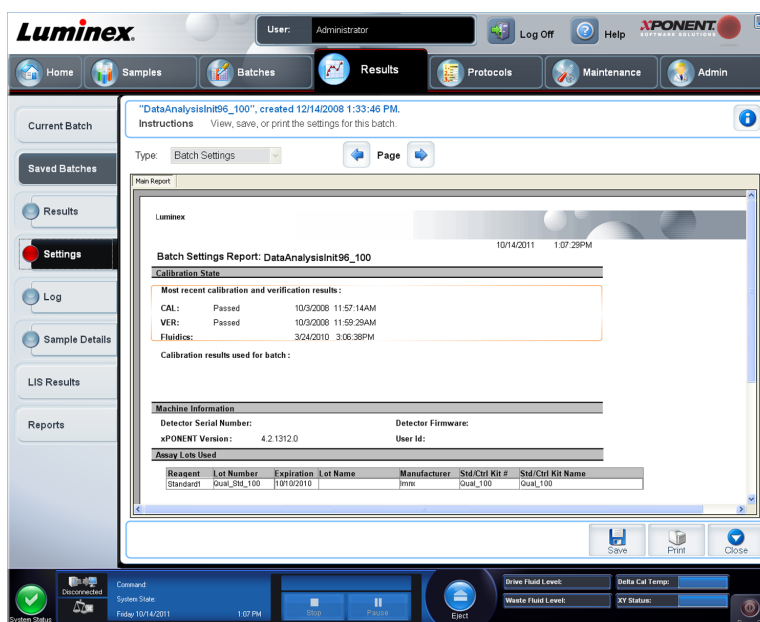 Luminex.
User: Administrator
Log Off
Help
XPONENT
SOFTWARE SOLUTIONS
Home
Samples
Batches
Results
Protocols
Maintenance
Admin
Current Batch
Saved Batches
Results
Settings
Log
Sample Details
LIS Results
Reports
"DataAnalysisInit96_100", created 12/14/2008 1:33:46 PM.
Instructions View, save, or print the settings for this batch.
Type: Batch Settings
Page
Main Report
Luminex
10/14/2011 1:07:29PM
Batch Settings Report: DataAnalysisInit96_100
Calibration State
Most recent calibration and verification results :
CAL: Passed 10/3/2008 11:57:14AM
VER: Passed 10/3/2008 11:59:29AM
Fluidics: 3/24/2010 3:06:38PM
Calibration results used for batch :
Machine Information
Detector Serial Number: Detector Firmware:
xPONENT Version : 4.2.1312.0 User Id:
Assay Lots Used
Reagent Lot Number Expiration Lot Name Manufacturer Std/Ctrl Kit # Std/Ctrl Kit Name
Standard1 Qual_Std_100 10/10/2010 lmnx Qual_100 Qual_100
Save
Print
Close
System Status
Disconnected
Command:
System State:
Friday 10/14/2011 1:07 PM
Stop
Pause
Eject
Drive Fluid Level:
Waste Fluid Level:
Delta Cal Temp:
XY Status: